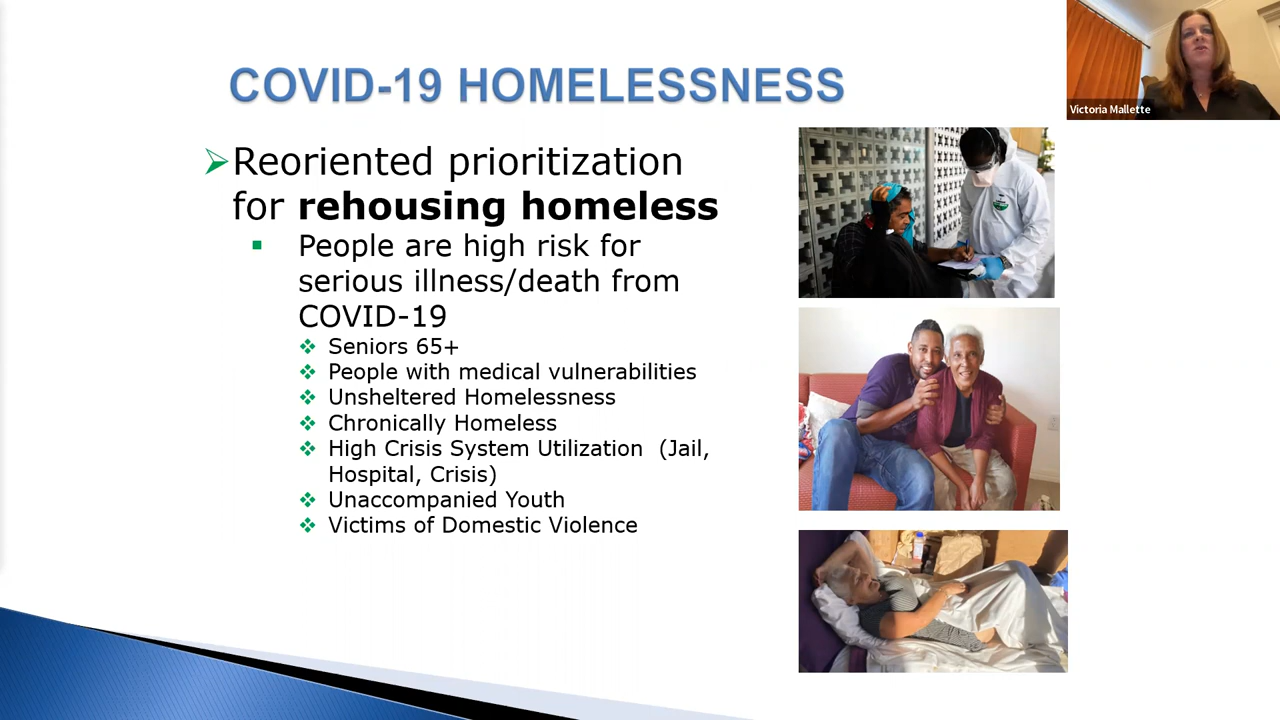 COVID-19 HOMELESSNESS
Victoria Mallette
Reoriented prioritization
for rehousing homeless
People are high risk for
serious illness/death from
COVID-19
Seniors 65+
People with medical vulnerabilities
Unsheltered Homelessness
Chronically Homeless
High Crisis System Utilization (Jail,
Hospital, Crisis)
Unaccompanied Youth
Victims of Domestic Violence